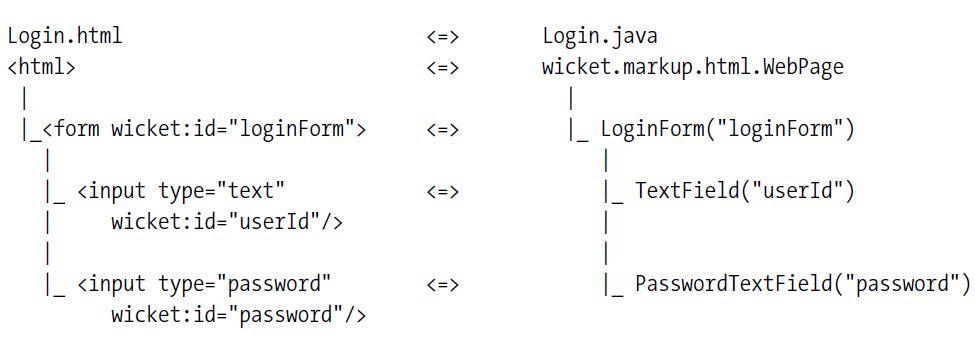 Login.html <=> Login.java
<html> <=> wicket.markup.html.WebPage
| |
|_<form wicket:id="loginForm"> <=> |_ LoginForm("loginForm")
| |
|_ <input type="text" <=> |_ TextField("userId")
| wicket:id="userId"/> |
| |
|_ <input type="password" <=> |_ PasswordTextField("password")
wicket:id="password"/>